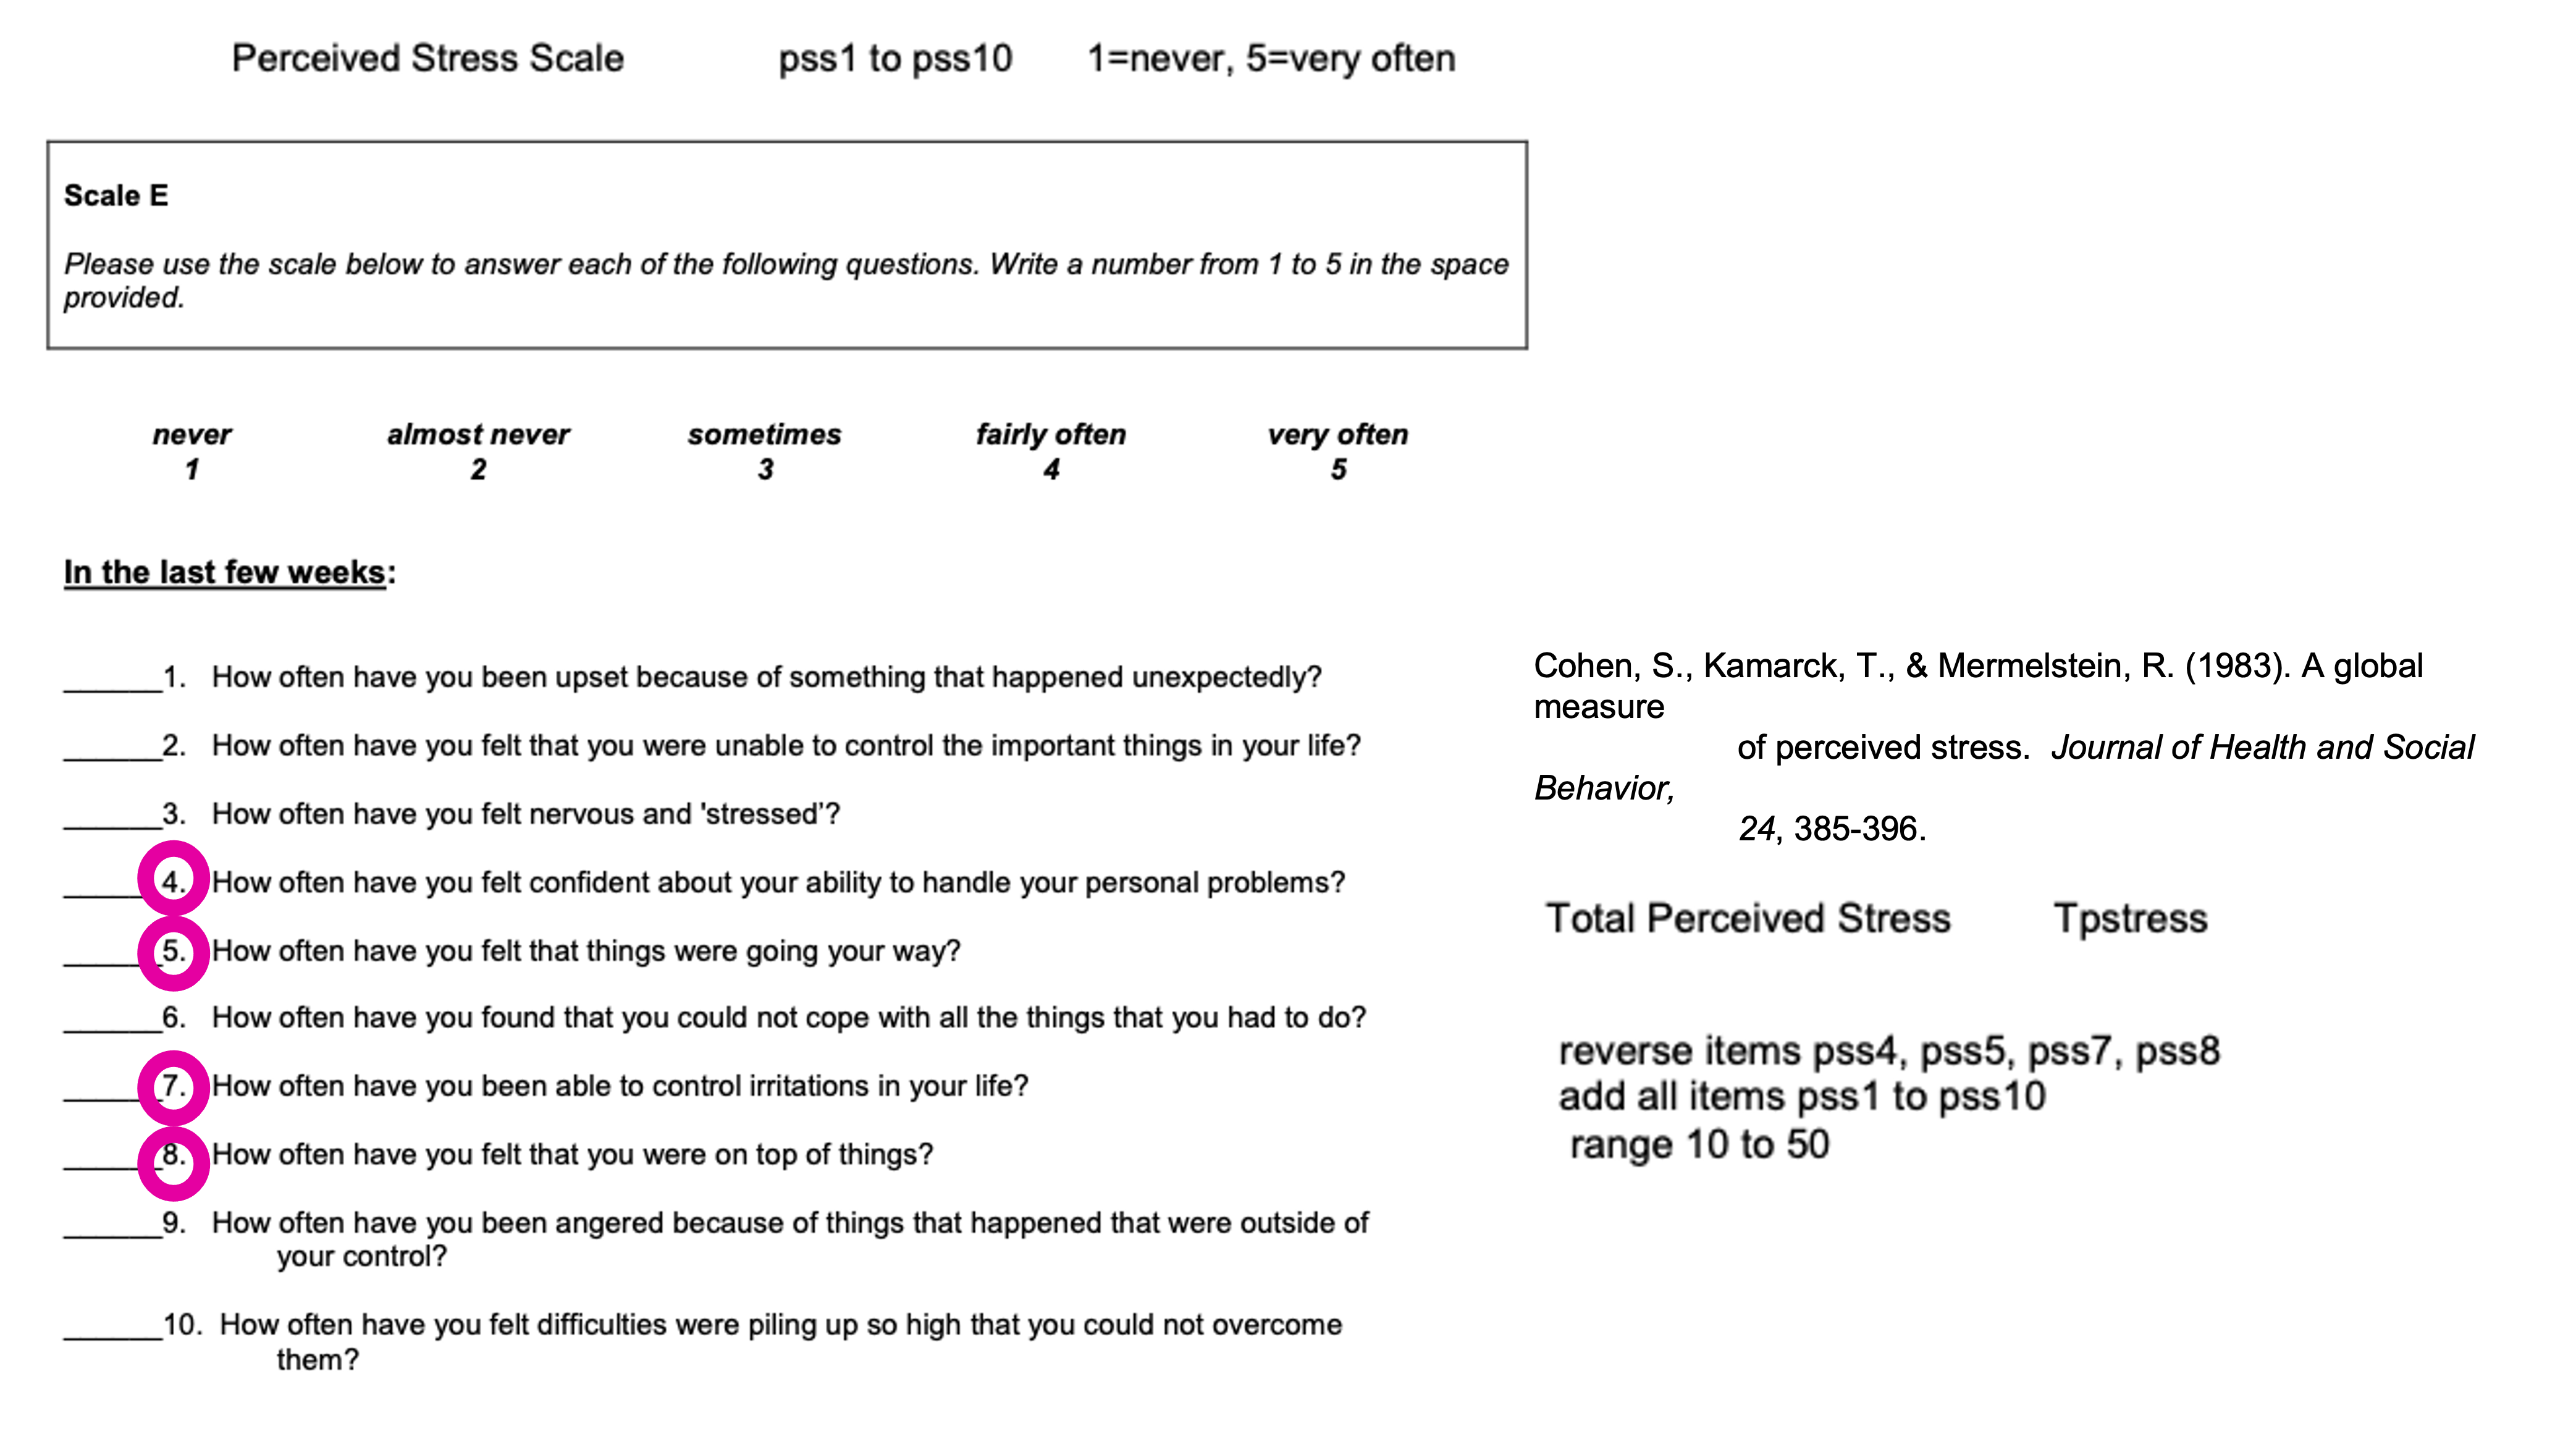 Perceived Stress Scale pss1 to pss10 1=never, 5=very often
Scale E
Please use the scale below to answer each of the following questions. Write a number from 1 to 5 in the space
provided.
never almost never sometimes fairly often very often
1 2 3 4 5
In the last few weeks:
______1. How often have you been upset because of something that happened unexpectedly?
______2. How often have you felt that you were unable to control the important things in your life?
______3. How often have you felt nervous and 'stressed'?
______4. How often have you felt confident about your ability to handle your personal problems?
______5. How often have you felt that things were going your way?
______6. How often have you found that you could not cope with all the things that you had to do?
______7. How often have you been able to control irritations in your life?
______8. How often have you felt that you were on top of things?
______9. How often have you been angered because of things that happened that were outside of
your control?
______10. How often have you felt difficulties were piling up so high that you could not overcome
them?
Cohen, S., Kamarck, T., & Mermelstein, R. (1983). A global
measure
of perceived stress. Journal of Health and Social
Behavior,
24, 385-396.
Total Perceived Stress Tpstress
reverse items pss4, pss5, pss7, pss8
add all items pss1 to pss10
range 10 to 50